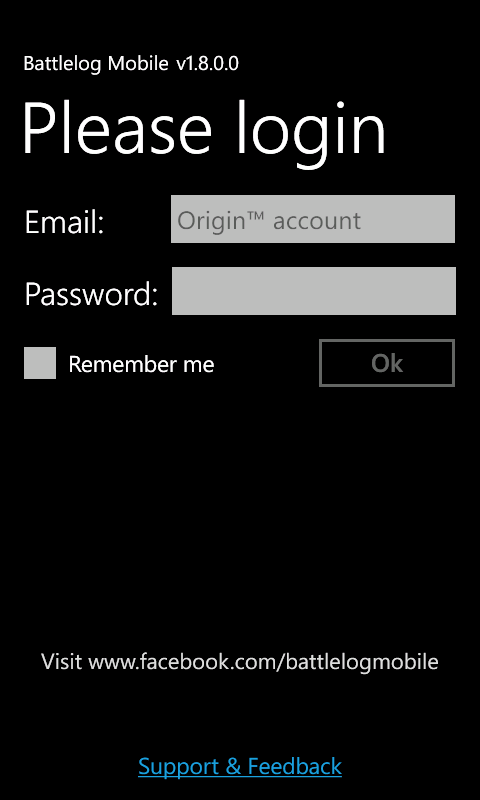 Battlelog Mobile v1.8.0.0
Please login
Email: Origin™ account
Password:
Remember me Ok
Visit www.facebook.com/battlelogmobile
Support & Feedback